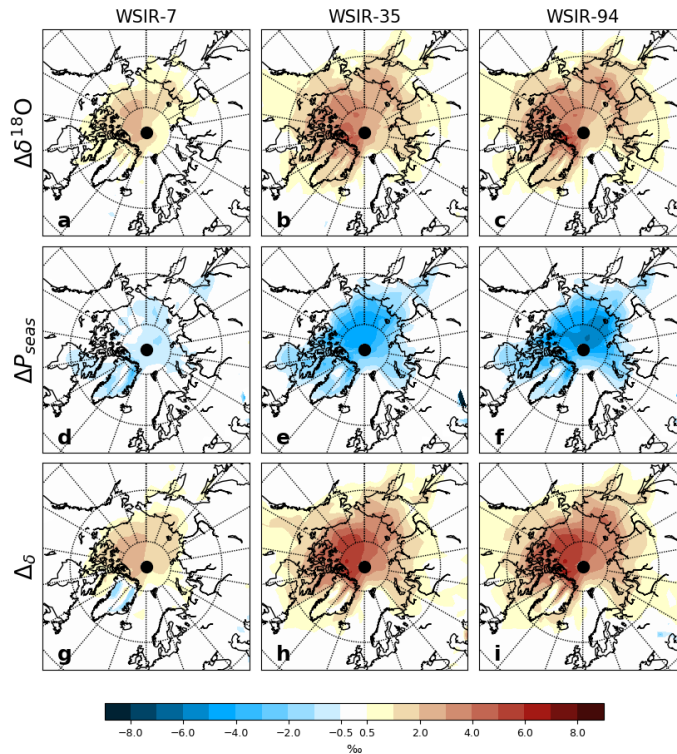 WSIR-7 WSIR-35 WSIR-94
Δδ¹⁸O
a b c
ΔP_seas
d e f
Δ_δ
g h i
−8.0 −6.0 −4.0 −2.0 −0.5 0.5 2.0 4.0 6.0 8.0
‰